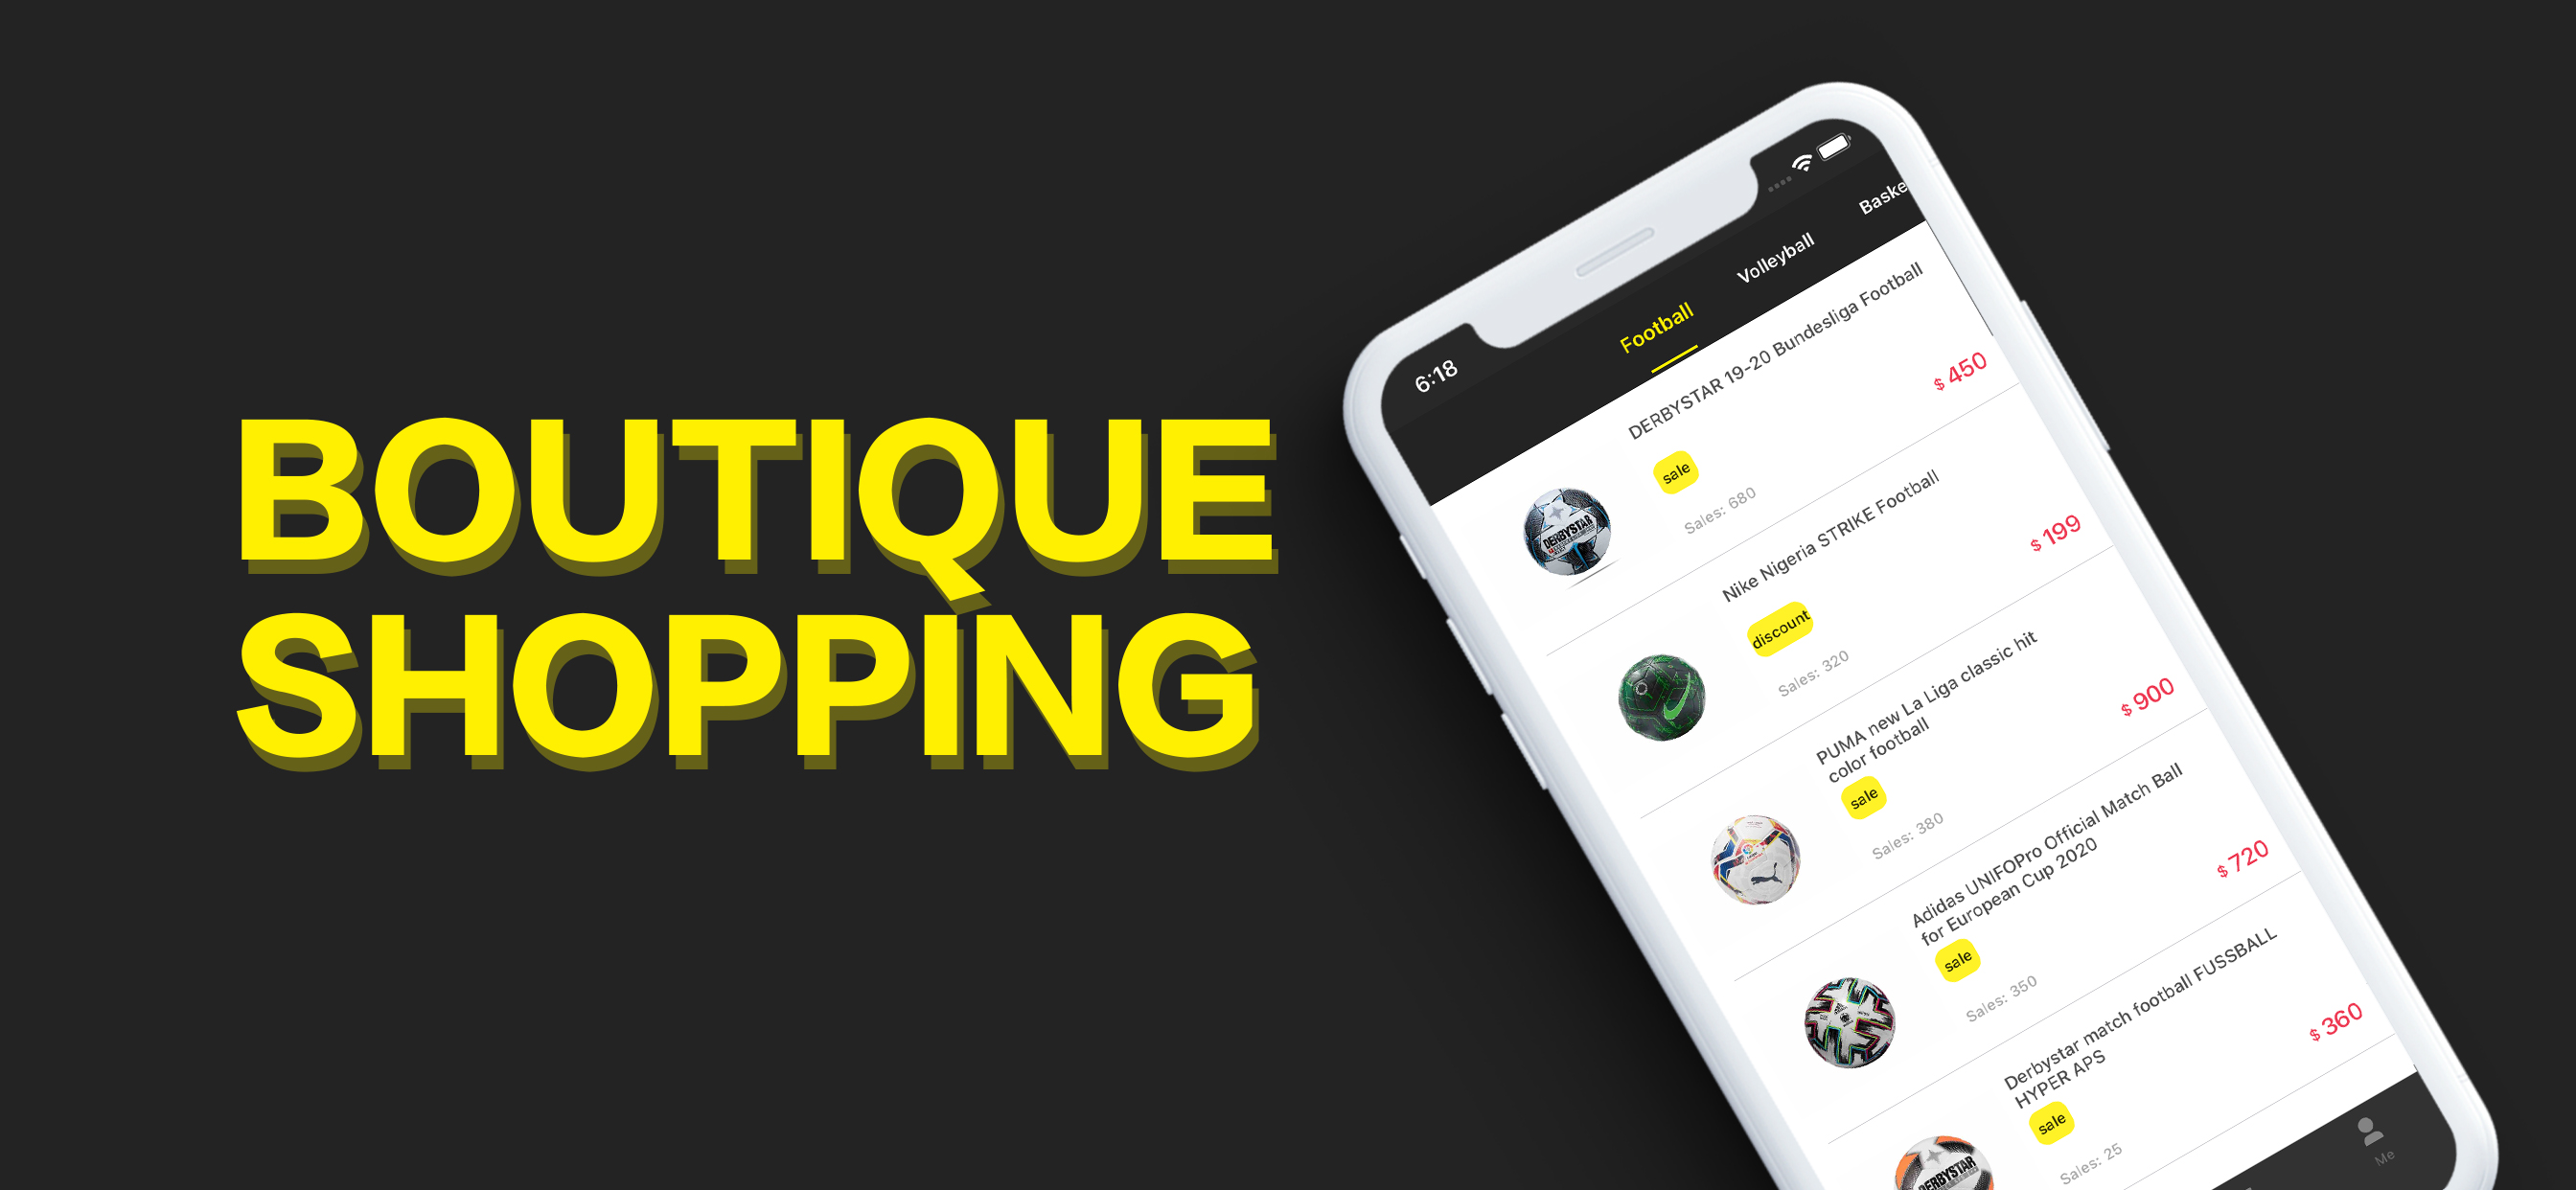 BOUTIQUE
SHOPPING
6:18
Football
Volleyball
Baske
DERBYSTAR 19-20 Bundesliga Football
sale
Sales: 680
$ 450
DERBYSTAR
Nike Nigeria STRIKE Football
discount
Sales: 320
$ 199
PUMA new La Liga classic hit
color football
sale
Sales: 380
$ 900
Adidas UNIFOPro Official Match Ball
for European Cup 2020
sale
Sales: 350
$ 720
Derbystar match football FUSSBALL
HYPER APS
sale
Sales: 25
$ 360
DERBYSTAR
Me